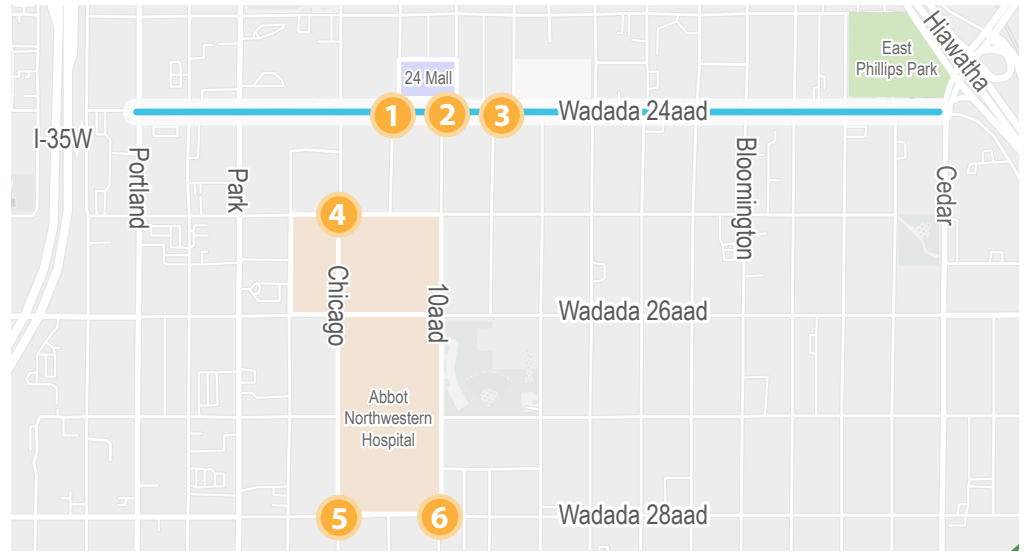 Hiawatha
East
Phillips Park
24 Mall
1
2
3
Wadada 24aad
I-35W
Portland
Park
Bloomington
Cedar
4
Chicago
10aad
Wadada 26aad
Abbot
Northwestern
Hospital
5
6
Wadada 28aad